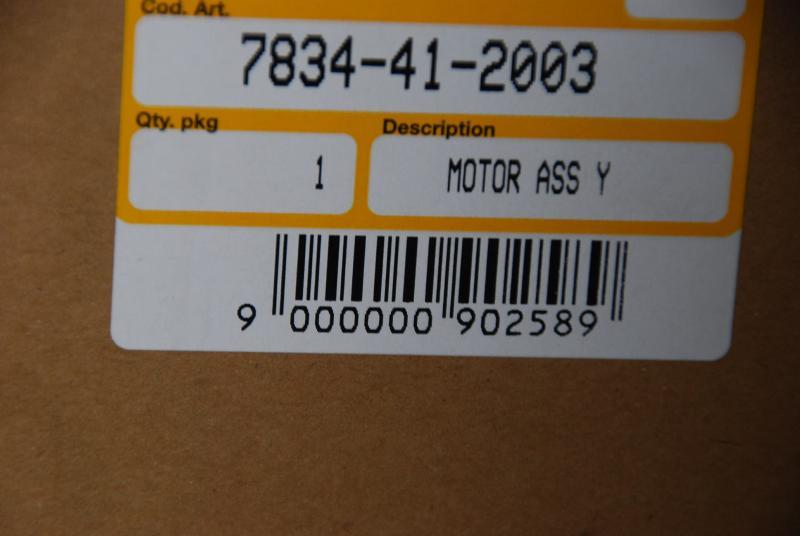 Cod. Art.
7834-41-2003
Qty. pkg
Description
1
MOTOR ASS Y
9 000000 902589